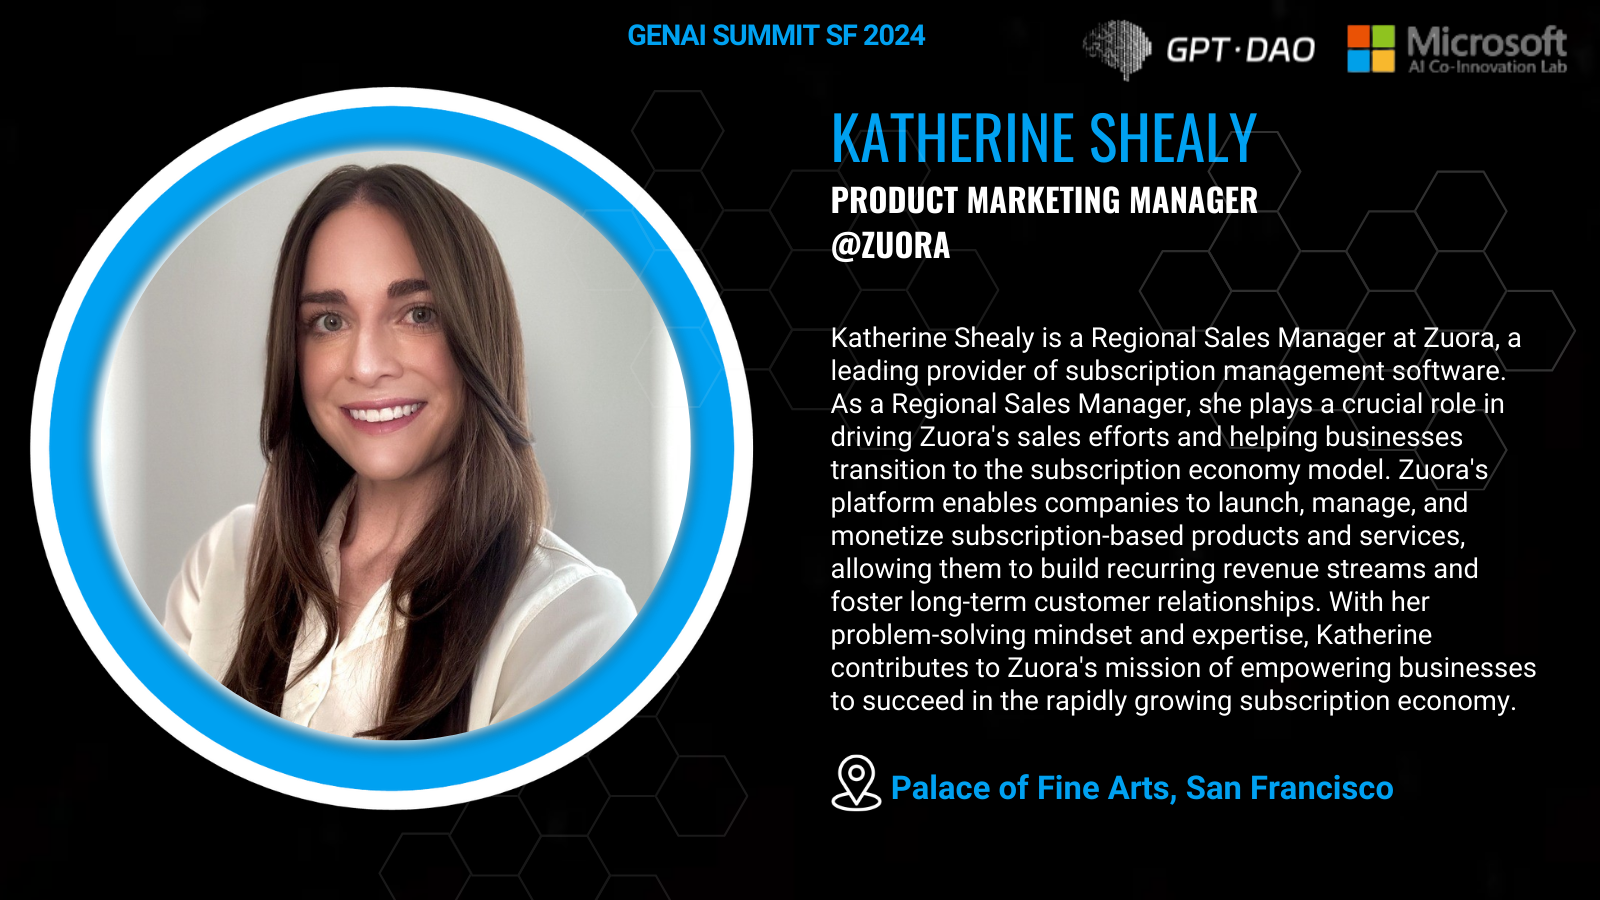 GENAI SUMMIT SF 2024
GPT·DAO
Microsoft
AI Co-Innovation Lab
KATHERINE SHEALY
PRODUCT MARKETING MANAGER
@ZUORA
Katherine Shealy is a Regional Sales Manager at Zuora, a
leading provider of subscription management software.
As a Regional Sales Manager, she plays a crucial role in
driving Zuora's sales efforts and helping businesses
transition to the subscription economy model. Zuora's
platform enables companies to launch, manage, and
monetize subscription-based products and services,
allowing them to build recurring revenue streams and
foster long-term customer relationships. With her
problem-solving mindset and expertise, Katherine
contributes to Zuora's mission of empowering businesses
to succeed in the rapidly growing subscription economy.
Palace of Fine Arts, San Francisco